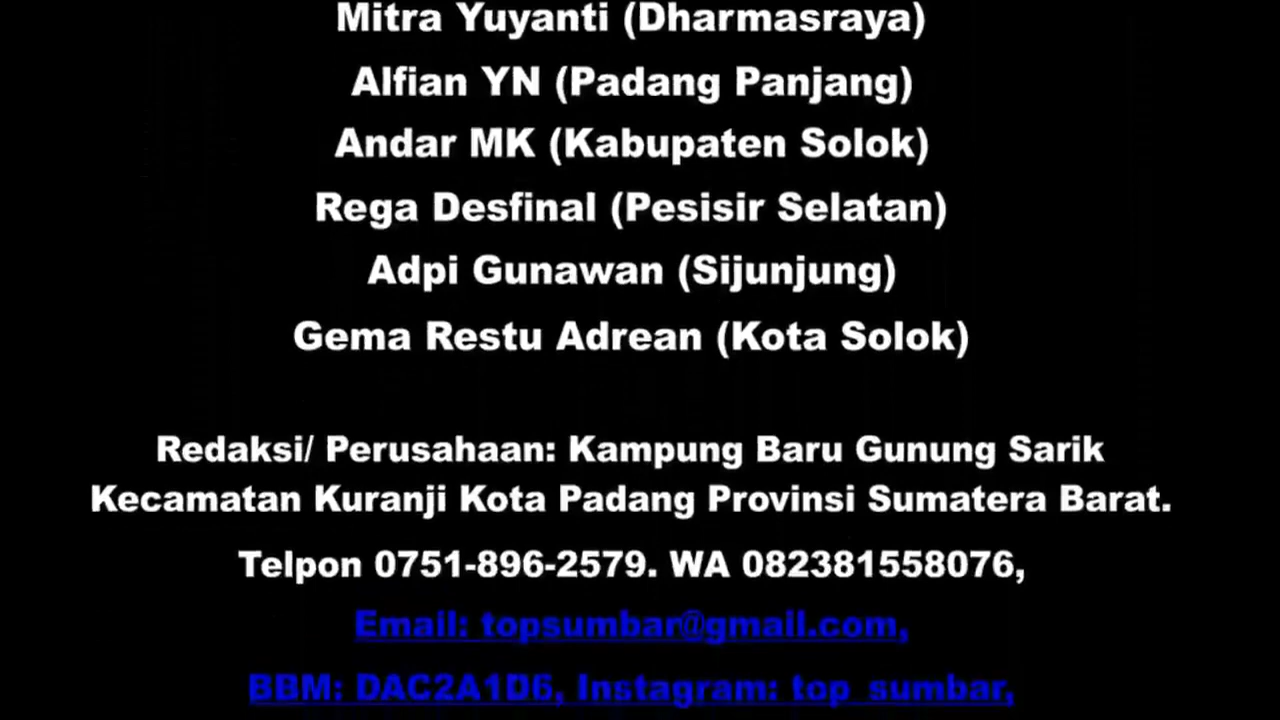 Mitra Yuyanti (Dharmasraya)
Alfian YN (Padang Panjang)
Andar MK (Kabupaten Solok)
Rega Desfinal (Pesisir Selatan)
Adpi Gunawan (Sijunjung)
Gema Restu Adrean (Kota Solok)
Redaksi/ Perusahaan: Kampung Baru Gunung Sarik
Kecamatan Kuranji Kota Padang Provinsi Sumatera Barat.
Telpon 0751-896-2579. WA 082381558076,
Email: topsumbar@gmail.com,
BBM: DAC2A1D6, Instagram: top_sumbar,